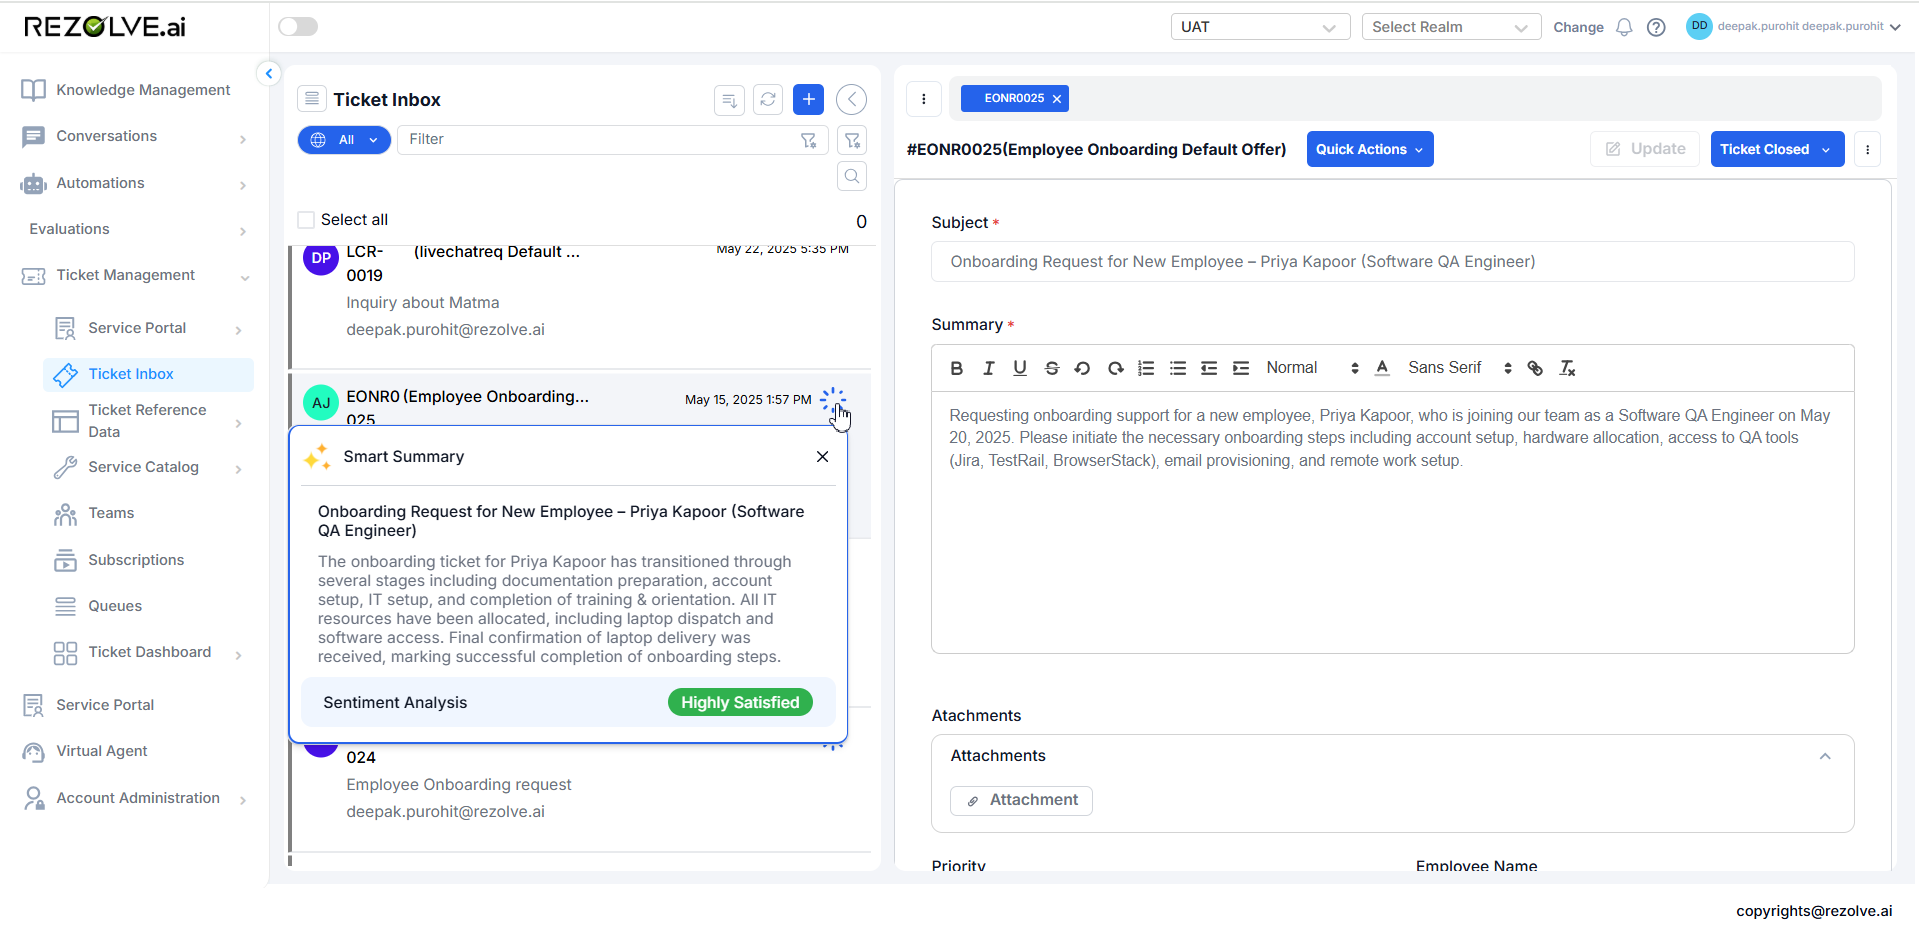 REZOLVE.ai
UAT
Select Realm
Change
DD
deepak.purohit deepak.purohit
Knowledge Management
Conversations
Automations
Evaluations
Ticket Management
Service Portal
Ticket Inbox
Ticket Reference
Data
Service Catalog
Teams
Subscriptions
Queues
Ticket Dashboard
Service Portal
Virtual Agent
Account Administration
Ticket Inbox
All
Filter
Select all
0
DP
LCR- (livechatreq Default ...
May 22, 2025 5:35 PM
0019
Inquiry about Matma
deepak.purohit@rezolve.ai
AJ
EONR0 (Employee Onboarding...
May 15, 2025 1:57 PM
025
Smart Summary
Onboarding Request for New Employee – Priya Kapoor (Software
QA Engineer)
The onboarding ticket for Priya Kapoor has transitioned through
several stages including documentation preparation, account
setup, IT setup, and completion of training & orientation. All IT
resources have been allocated, including laptop dispatch and
software access. Final confirmation of laptop delivery was
received, marking successful completion of onboarding steps.
Sentiment Analysis
Highly Satisfied
024
Employee Onboarding request
deepak.purohit@rezolve.ai
EONR0025
#EONR0025(Employee Onboarding Default Offer)
Quick Actions
Update
Ticket Closed
Subject *
Onboarding Request for New Employee – Priya Kapoor (Software QA Engineer)
Summary *
Normal
Sans Serif
Requesting onboarding support for a new employee, Priya Kapoor, who is joining our team as a Software QA Engineer on May
20, 2025. Please initiate the necessary onboarding steps including account setup, hardware allocation, access to QA tools
(Jira, TestRail, BrowserStack), email provisioning, and remote work setup.
Atachments
Attachments
Attachment
Priority
Employee Name
copyrights@rezolve.ai